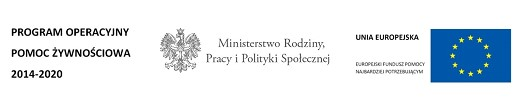 PROGRAM OPERACYJNY
POMOC ŻYWNOŚCIOWA
2014-2020
Ministerstwo Rodziny,
Pracy i Polityki Społecznej
UNIA EUROPEJSKA
EUROPEJSKI FUNDUSZ POMOCY
NAJBARDZIEJ POTRZEBUJĄCYM